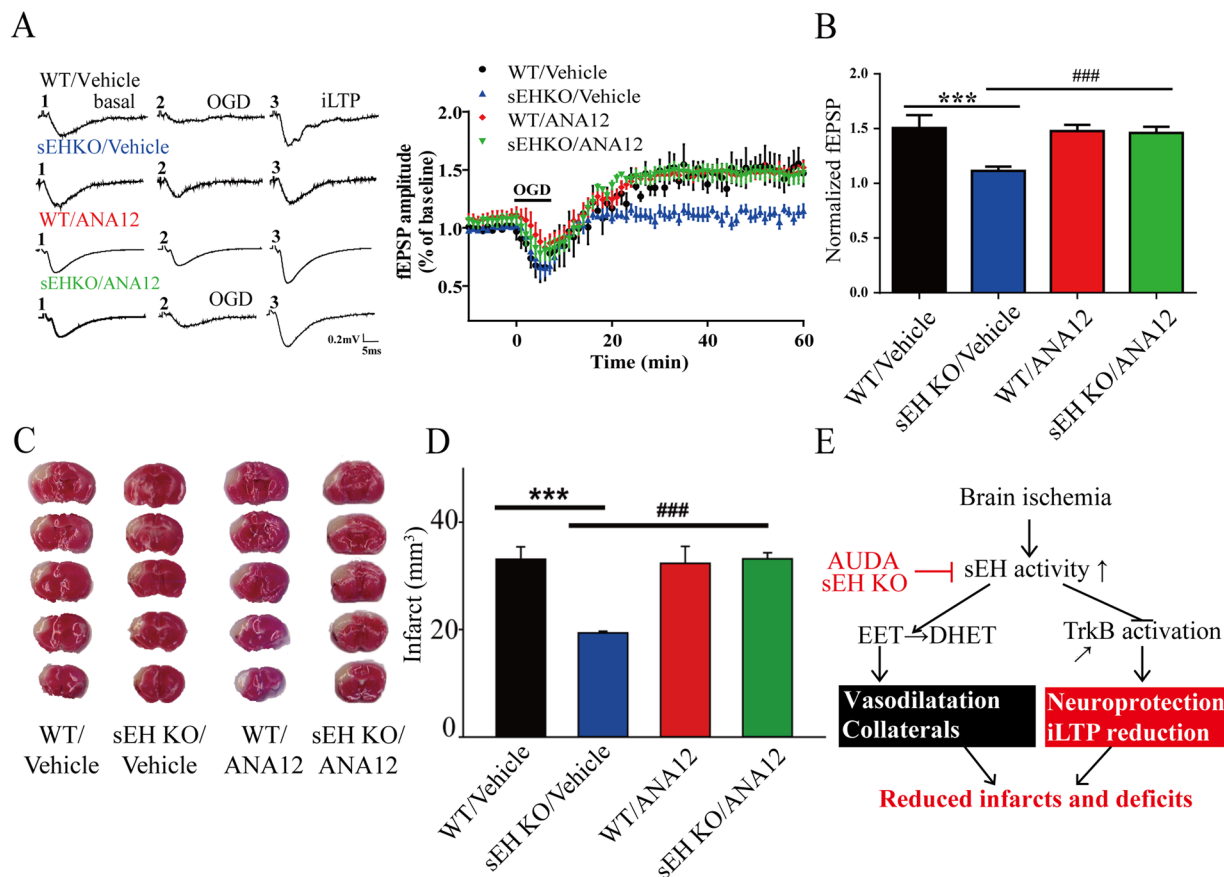 A
WT/Vehicle
1 basal 2 OGD 3 iLTP
sEHKO/Vehicle
1 2 3
WT/ANA12
1 2 3
sEHKO/ANA12
1 2 OGD 3
0.2mV
5ms
WT/Vehicle
sEHKO/Vehicle
WT/ANA12
sEHKO/ANA12
fEPSP amplitude
(% of baseline)
2.0
1.5
1.0
0.5
OGD
0 20 40 60
Time (min)
B
Normalized fEPSP
2.0
1.5
1.0
1.5
0.0
*** ###
WT/Vehicle
sEH KO/Vehicle
WT/ANA12
sEH KO/ANA12
C
WT/
Vehicle
sEH KO/
Vehicle
WT/
ANA12
sEH KO/
ANA12
D
Infarct (mm³)
40
20
0
*** ###
WT/Vehicle
sEH KO/Vehicle
WT/ANA12
sEH KO/ANA12
E
Brain ischemia
AUDA
sEH KO
sEH activity ↑
EET→DHET
TrkB activation
↗
Vasodilatation
Collaterals
Neuroprotection
iLTP reduction
Reduced infarcts and deficits